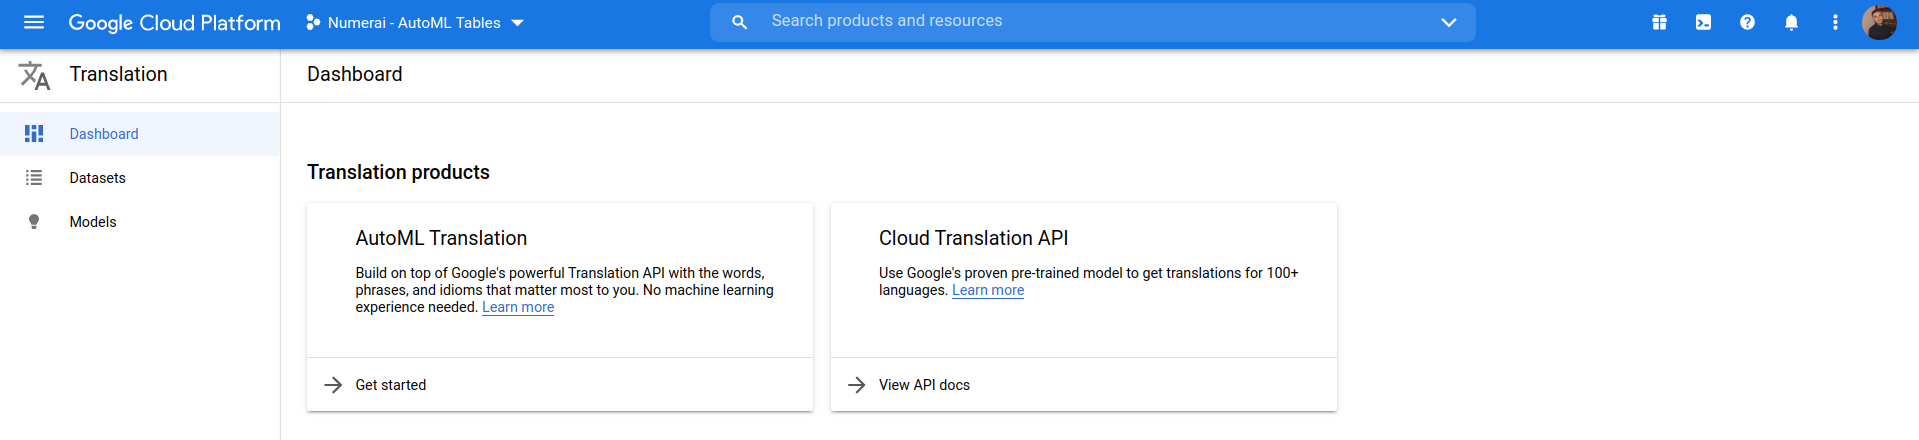 Google Cloud Platform
Numerai - AutoML Tables
Search products and resources
Translation
Dashboard
Dashboard
Datasets
Models
Translation products
AutoML Translation
Build on top of Google's powerful Translation API with the words,
phrases, and idioms that matter most to you. No machine learning
experience needed. Learn more
Get started
Cloud Translation API
Use Google's proven pre-trained model to get translations for 100+
languages. Learn more
View API docs